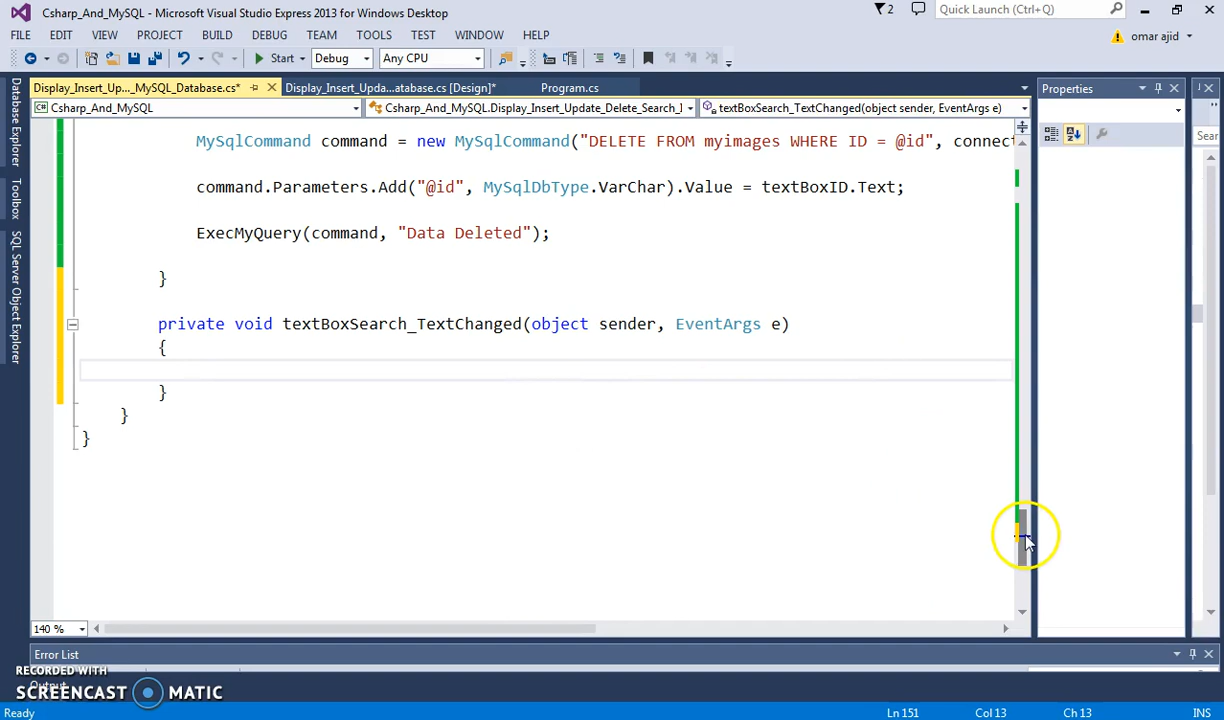 Csharp_And_MySQL - Microsoft Visual Studio Express 2013 for Windows Desktop
2
Quick Launch (Ctrl+Q)
FILE EDIT VIEW PROJECT BUILD DEBUG TEAM TOOLS TEST WINDOW HELP
omar ajid
Start Debug Any CPU
Display_Insert_Up..._MySQL_Database.cs* Display_Insert_Upda...atabase.cs [Design]* Program.cs
Properties
Csharp_And_MySQL Csharp_And_MySQL.Display_Insert_Update_Delete_Search_I textBoxSearch_TextChanged(object sender, EventArgs e)
Sear
Database Explorer
Toolbox
SQL Server Object Explorer
MySqlCommand command = new MySqlCommand("DELETE FROM myimages WHERE ID = @id", connect
command.Parameters.Add("@id", MySqlDbType.VarChar).Value = textBoxID.Text;
ExecMyQuery(command, "Data Deleted");
}
private void textBoxSearch_TextChanged(object sender, EventArgs e)
{
}
}
}
140 %
Error List
Output
RECORDED WITH
SCREENCAST MATIC
Ready Ln 151 Col 13 Ch 13 INS